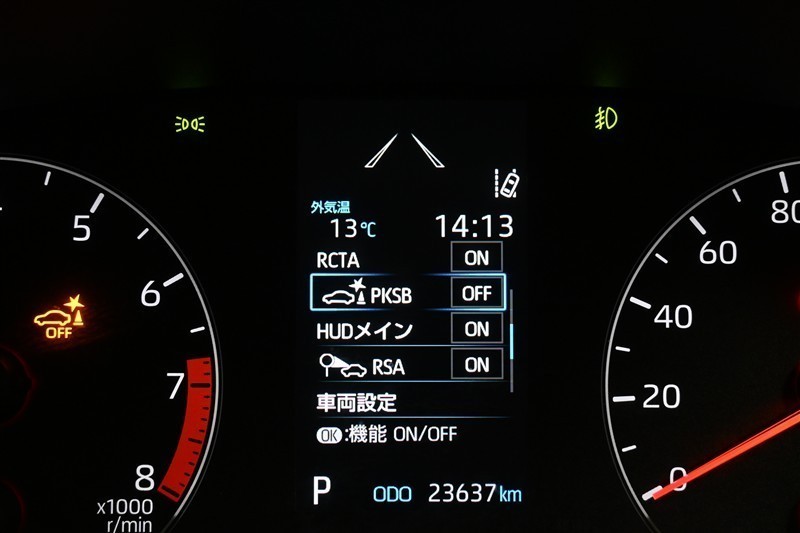 外気温
13℃ 14:13
RCTA ON
PKSB OFF
HUDメイン ON
RSA ON
車両設定
OK:機能 ON/OFF
P ODO 23637km
5
6
7
8
x1000
r/min
OFF
80
60
40
20
0